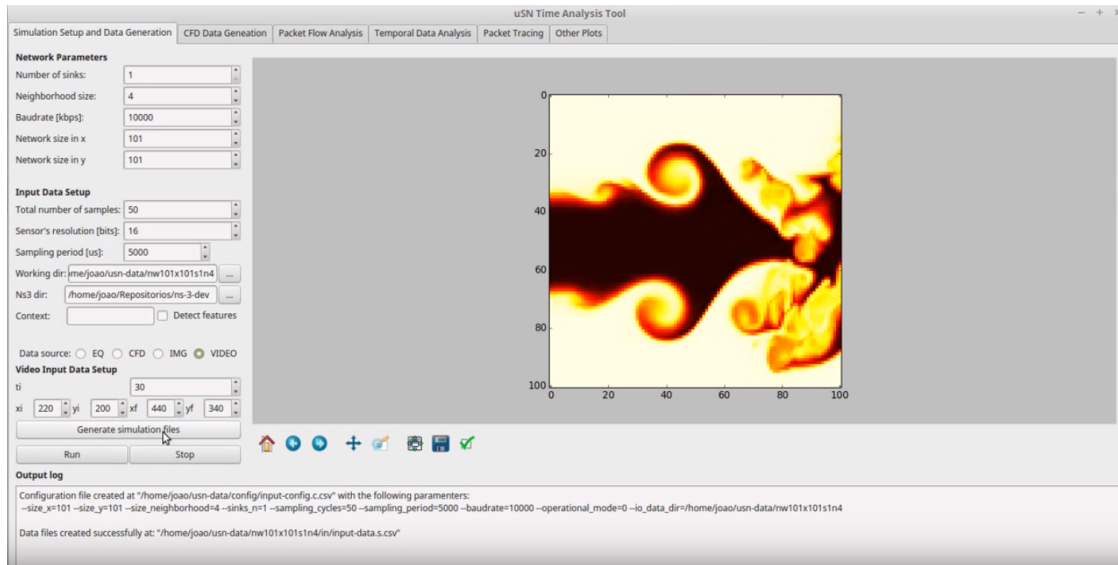 uSN Time Analysis Tool
Simulation Setup and Data Generation CFD Data Geneation Packet Flow Analysis Temporal Data Analysis Packet Tracing Other Plots
Network Parameters
Number of sinks: 1
Neighborhood size: 4
Baudrate [kbps]: 10000
Network size in x 101
Network size in y 101
Input Data Setup
Total number of samples: 50
Sensor's resolution [bits]: 16
Sampling period [us]: 5000
Working dir: me/joao/usn-data/nw101x101s1n4 ...
Ns3 dir: /home/joao/Repositorios/ns-3-dev ...
Context: Detect features
Data source: EQ CFD IMG VIDEO
Video Input Data Setup
ti 30
xi 220 yi 200 xf 440 yf 340
Generate simulation files
Run Stop
0
20
40
60
80
100
0 20 40 60 80 100
Output log
Configuration file created at "/home/joao/usn-data/config/input-config.c.csv" with the following paramenters:
--size_x=101 --size_y=101 --size_neighborhood=4 --sinks_n=1 --sampling_cycles=50 --sampling_period=5000 --baudrate=10000 --operational_mode=0 --io_data_dir=/home/joao/usn-data/nw101x101s1n4
Data files created successfully at: "/home/joao/usn-data/nw101x101s1n4/in/input-data.s.csv"